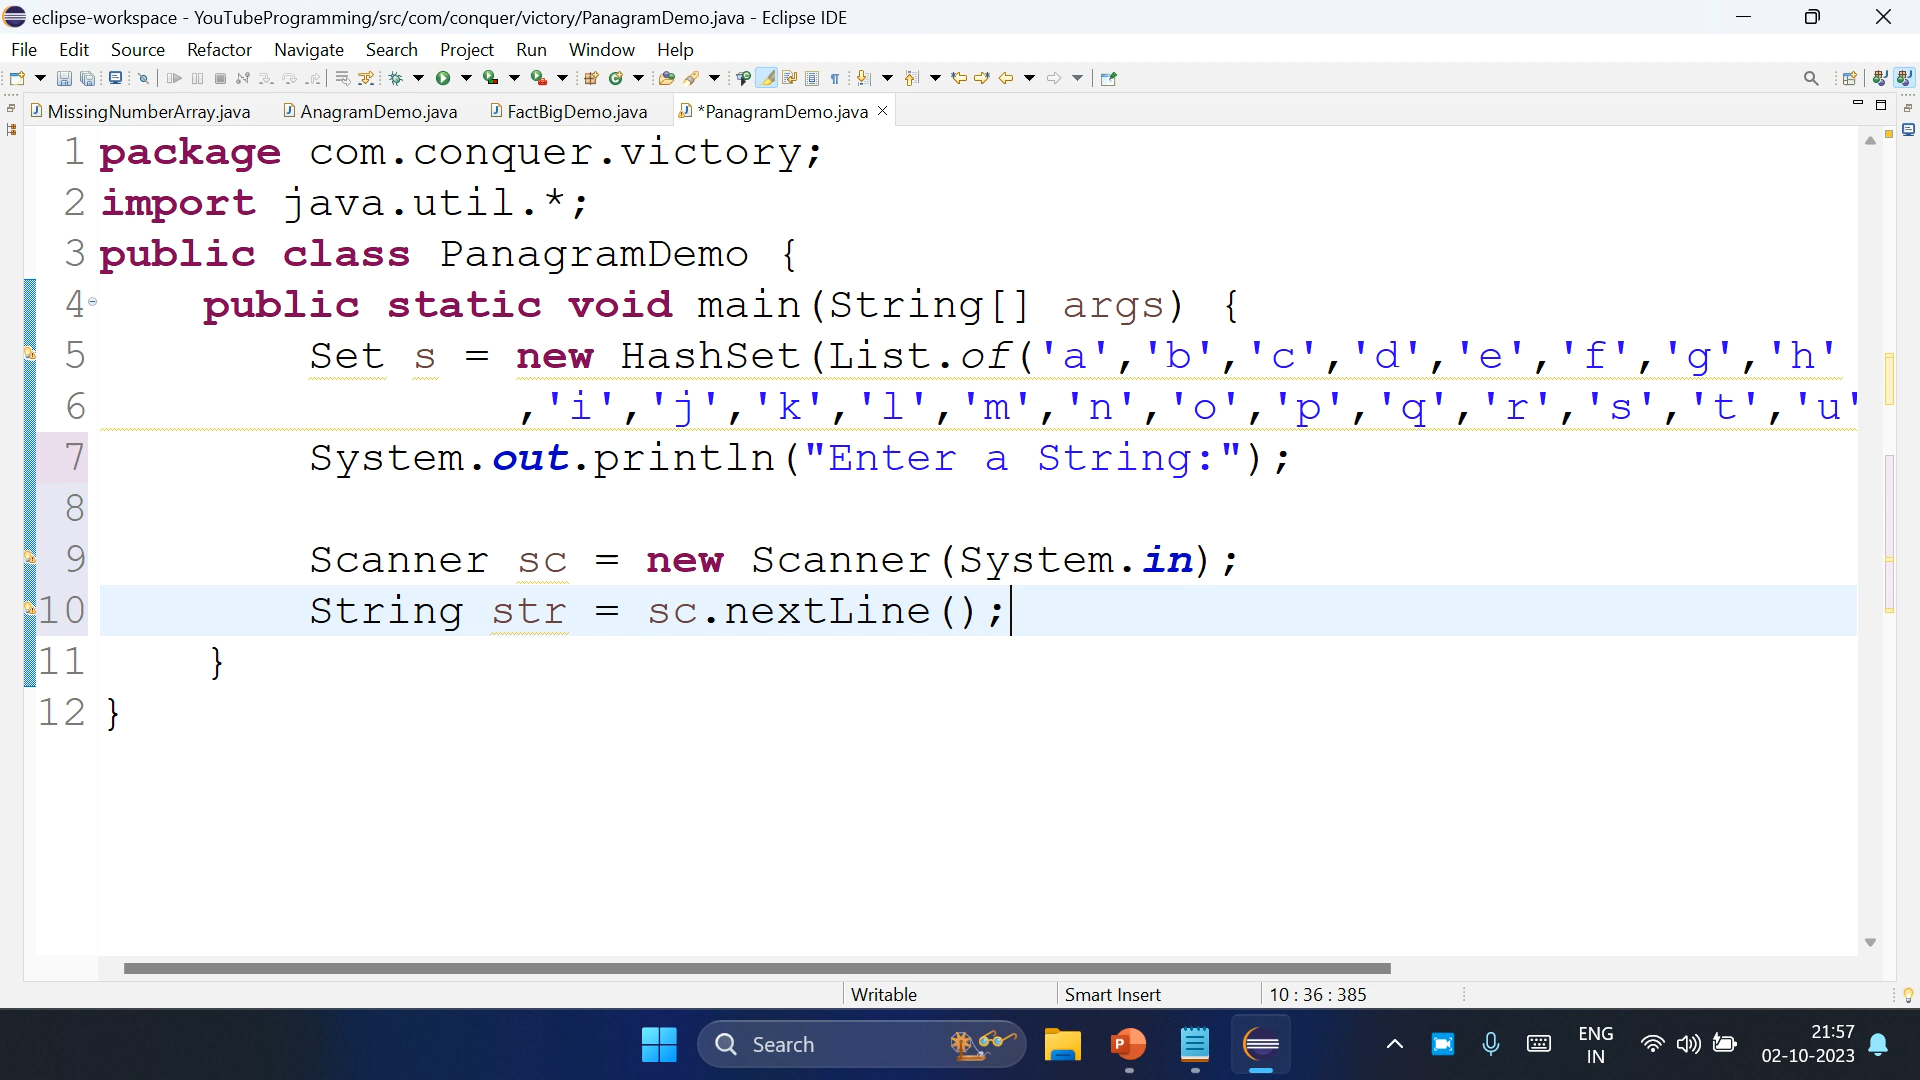 eclipse-workspace - YouTubeProgramming/src/com/conquer/victory/PanagramDemo.java - Eclipse IDE
File Edit Source Refactor Navigate Search Project Run Window Help
MissingNumberArray.java AnagramDemo.java FactBigDemo.java *PanagramDemo.java
1 package com.conquer.victory;
2 import java.util.*;
3 public class PanagramDemo {
4 public static void main(String[] args) {
5 Set s = new HashSet(List.of('a','b','c','d','e','f','g','h'
6 ,'i','j','k','l','m','n','o','p','q','r','s','t','u'
7 System.out.println("Enter a String:");
8
9 Scanner sc = new Scanner(System.in);
10 String str = sc.nextLine();
11 }
12 }
Writable Smart Insert 10 : 36 : 385
Search ENG 21:57
IN 02-10-2023